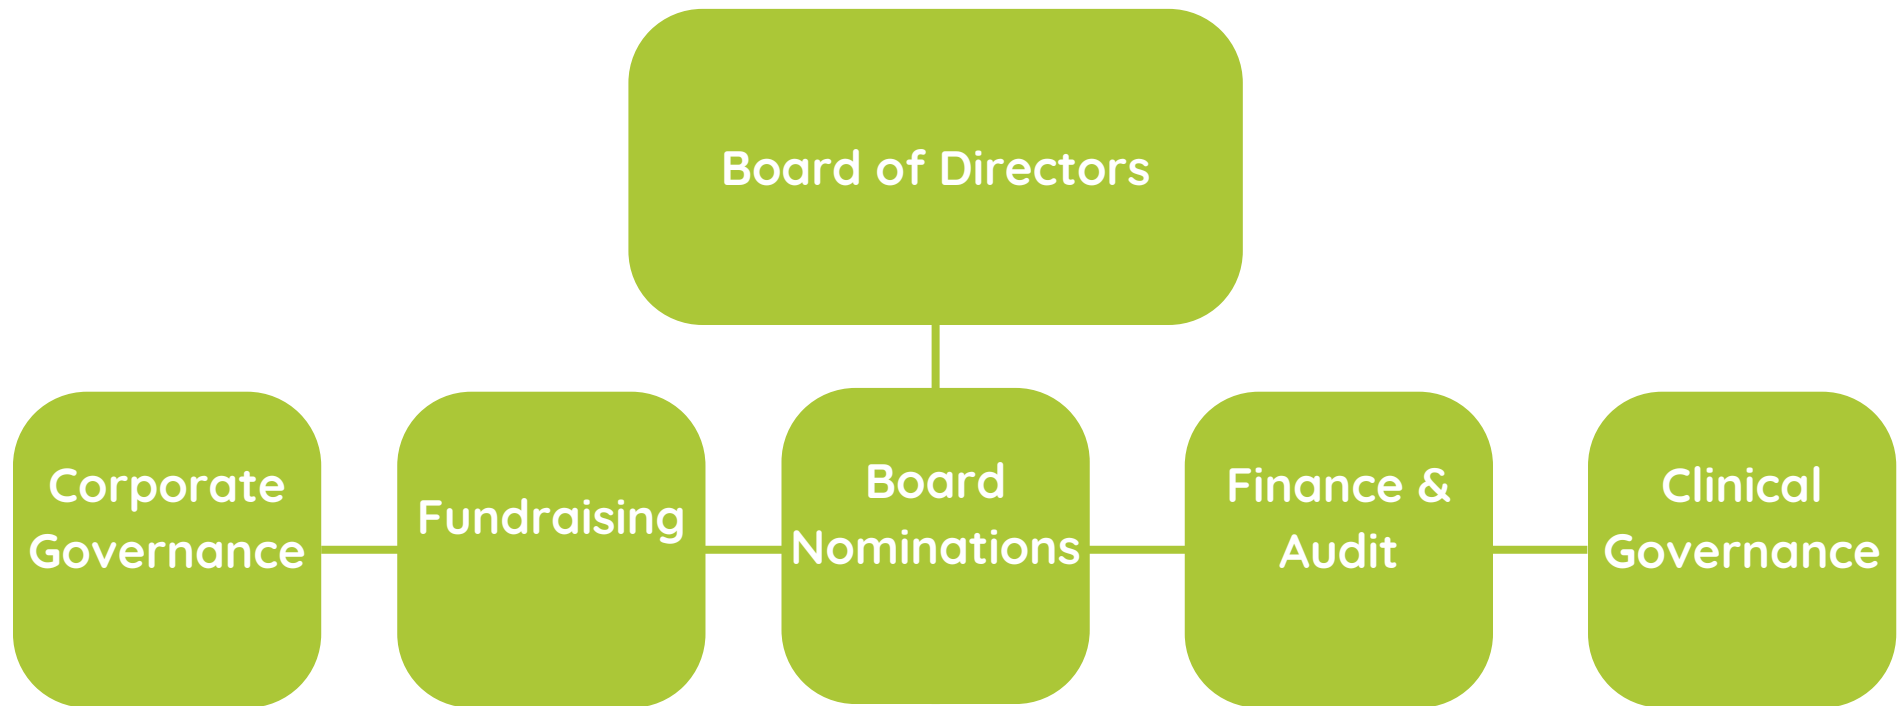 Board of Directors
Corporate
Governance
Fundraising
Board
Nominations
Finance &
Audit
Clinical
Governance